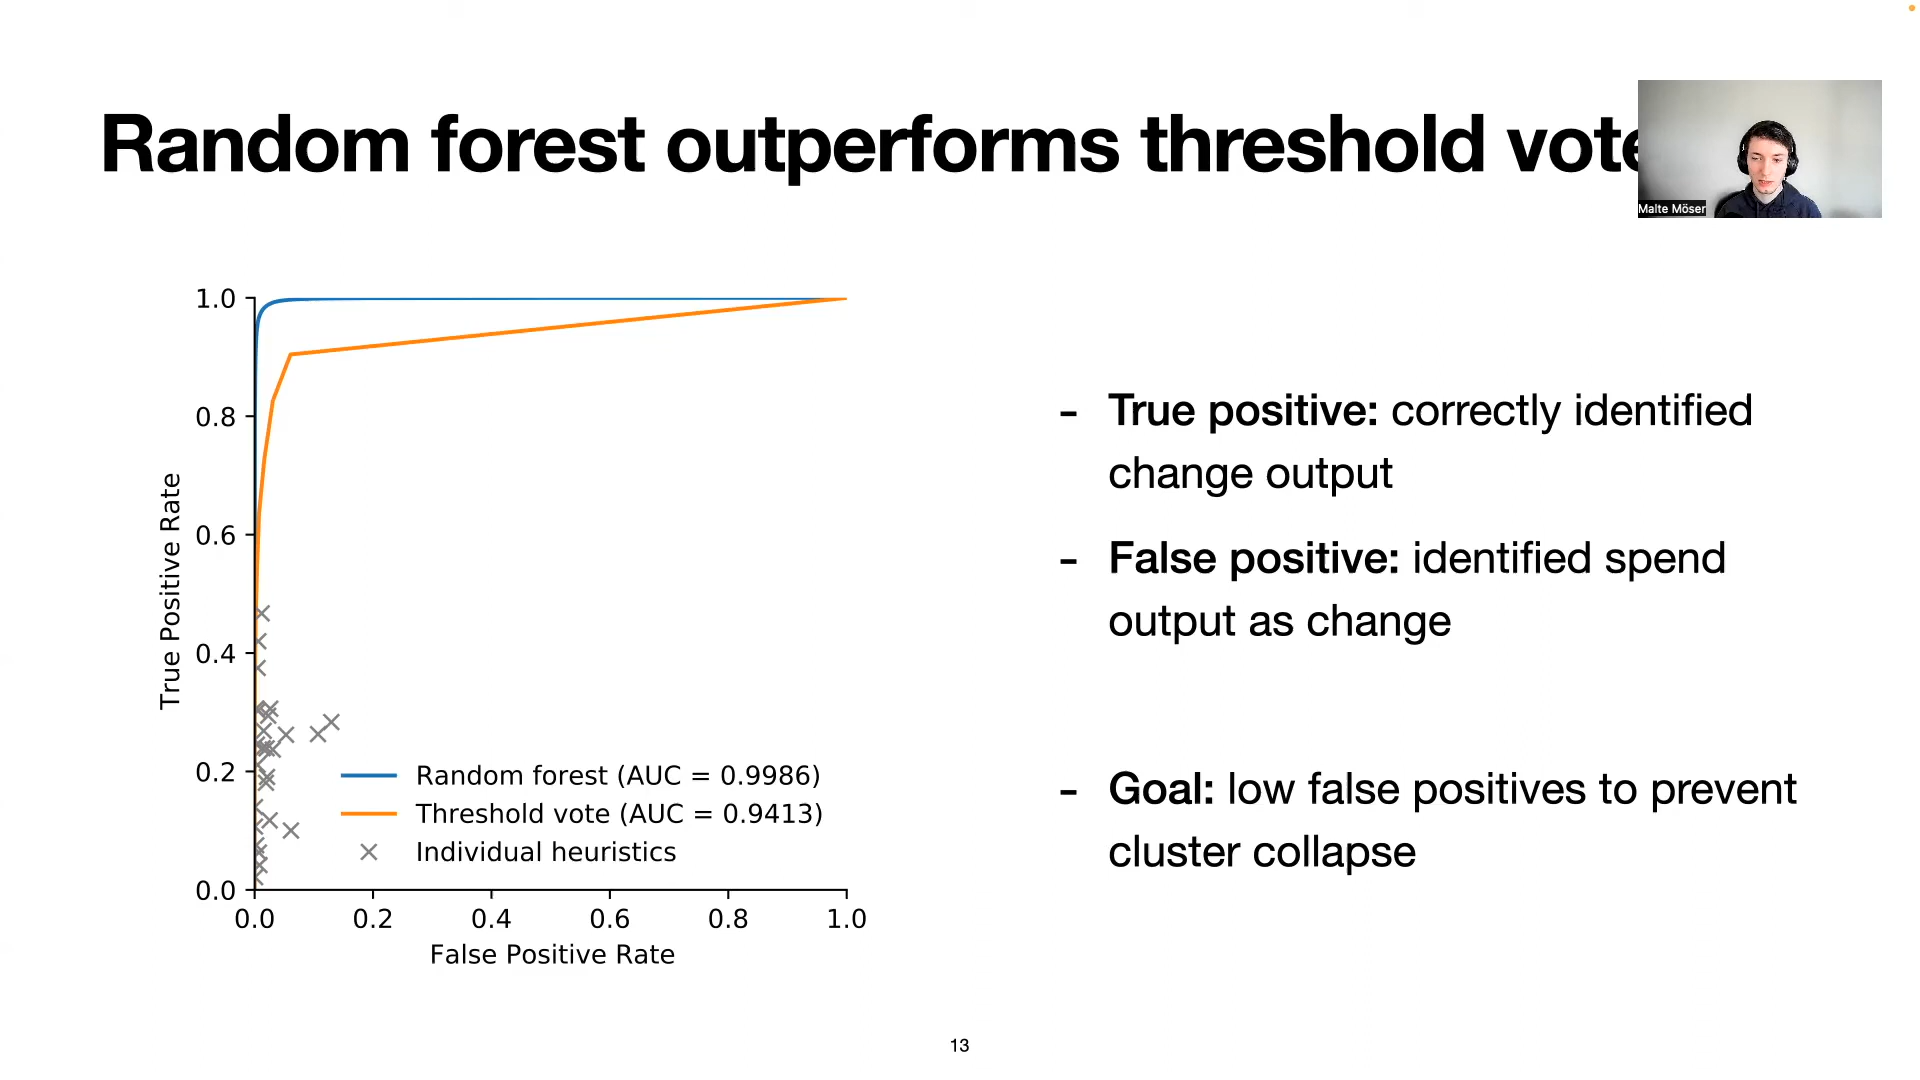 Random forest outperforms threshold vote
Malte Möser
1.0
0.8
0.6
0.4
0.2
0.0
True Positive Rate
Random forest (AUC = 0.9986)
Threshold vote (AUC = 0.9413)
Individual heuristics
0.0 0.2 0.4 0.6 0.8 1.0
False Positive Rate
- True positive: correctly identified
change output
- False positive: identified spend
output as change
- Goal: low false positives to prevent
cluster collapse
13